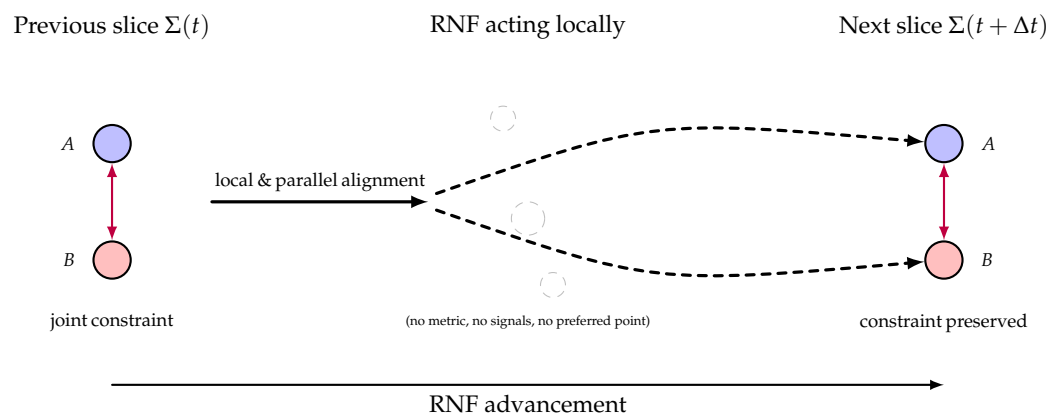 Previous slice Σ(t)
RNF acting locally
Next slice Σ(t + Δt)
A
local & parallel alignment
A
B
B
joint constraint
(no metric, no signals, no preferred point)
constraint preserved
RNF advancement